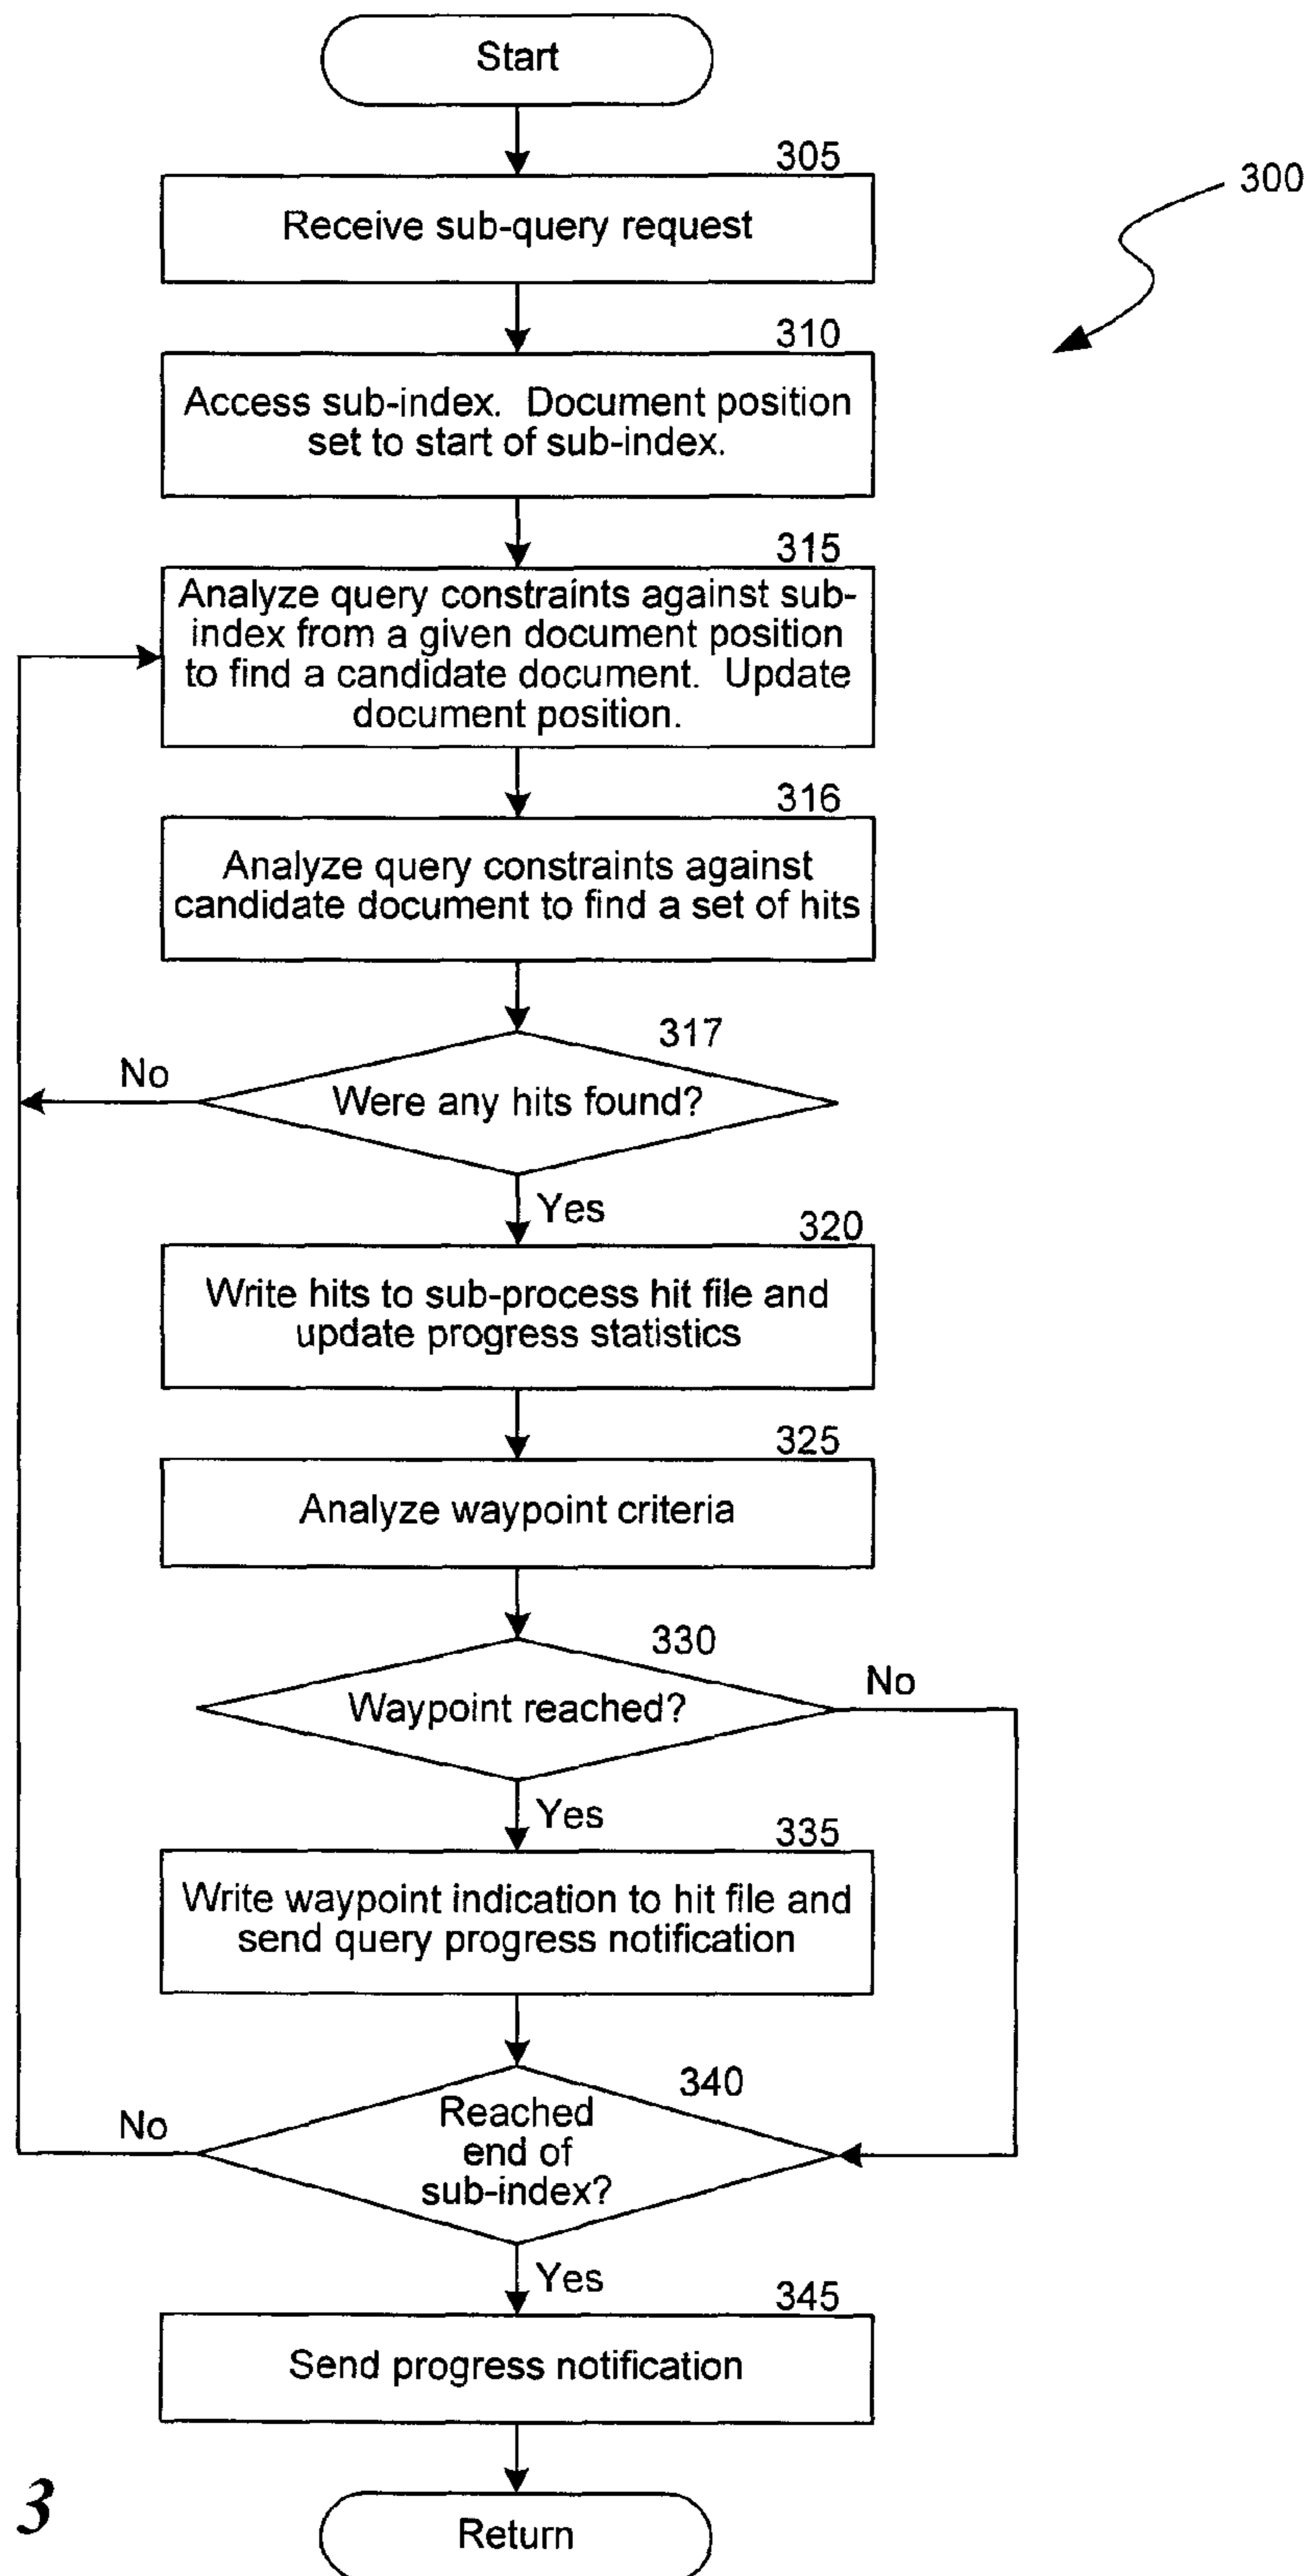 Start
305
300
Receive sub-query request
310
Access sub-index. Document position
set to start of sub-index.
315
Analyze query constraints against sub-
index from a given document position
to find a candidate document. Update
document position.
316
Analyze query constraints against
candidate document to find a set of hits
317
No
Were any hits found?
Yes
320
Write hits to sub-process hit file and
update progress statistics
325
Analyze waypoint criteria
330
No
Waypoint reached?
Yes
335
Write waypoint indication to hit file and
send query progress notification
340
No
Reached
end of
sub-index?
Yes
345
Send progress notification
3
Return